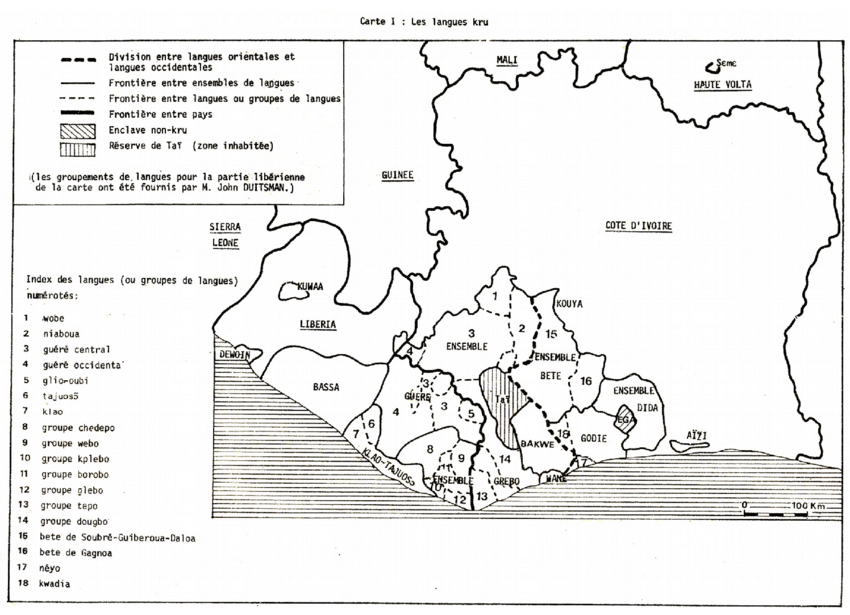 Carte I : Les langues kru
Division entre langues orientales et
langues occidentales
Frontière entre ensembles de langues
Frontière entre langues ou groupes de langues
Frontière entre pays
Enclave non-kru
Réserve de Taï (zone inhabitée)
(les groupements de langues pour la partie libérienne
de la carte ont été fournis par M. John DUITSMAN.)
MALI
Sɛmɛ
HAUTE VOLTA
GUINEE
SIERRA
LEONE
COTE D'IVOIRE
KUWAA
LIBERIA
DEWOIN
BASSA
1
KOUYA
3
ENSEMBLE
2
15
4
ENSEMBLE
BETE
16
ENSEMBLE
DIDA
3
GUERE
4
3
5
Taï
EGA
6
7
18
GODIE
AÏZI
BAKWE
8
9
14
KLAO-TAJUOSƆ
11
ENSEMBLE
GREBO
WANE
17
10
12
13
0 100 Km
Index des langues (ou groupes de langues)
numérotés:
1 wobe
2 niaboua
3 guéré central
4 guéré occidental
5 glio-oubi
6 tajuosɔ
7 klao
8 groupe chedepo
9 groupe webo
10 groupe kplebo
11 groupe borobo
12 groupe glebo
13 groupe tepo
14 groupe dougbo
15 bete de Soubré-Guiberoua-Daloa
16 bete de Gagnoa
17 néyo
18 kwadia